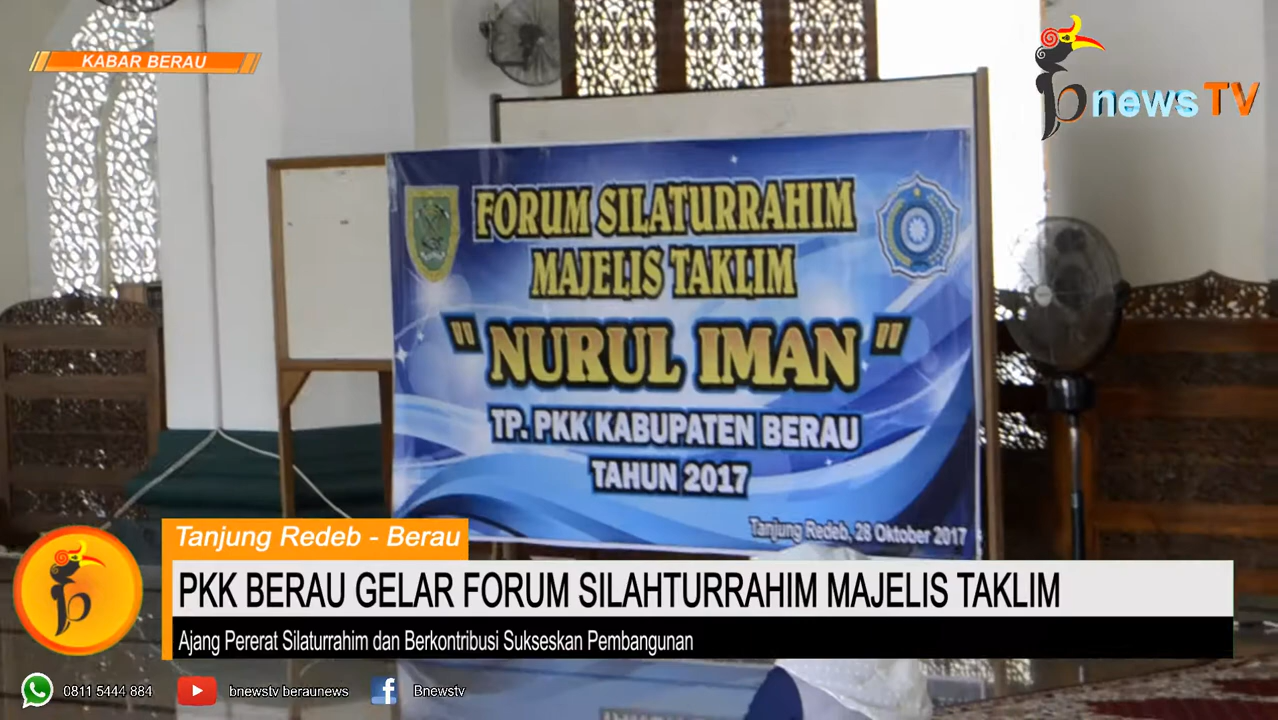 KABAR BERAU
bnewsTV
FORUM SILATURRAHIM
MAJELIS TAKLIM
" NURUL IMAN "
TP. PKK KABUPATEN BERAU
TAHUN 2017
Tanjung Redeb, 28 Oktober 2017
Tanjung Redeb - Berau
PKK BERAU GELAR FORUM SILAHTURRAHIM MAJELIS TAKLIM
Ajang Pererat Silaturrahim dan Berkontribusi Sukseskan Pembangunan
0811 5444 884
bnewstv beraunews
Bnewstv